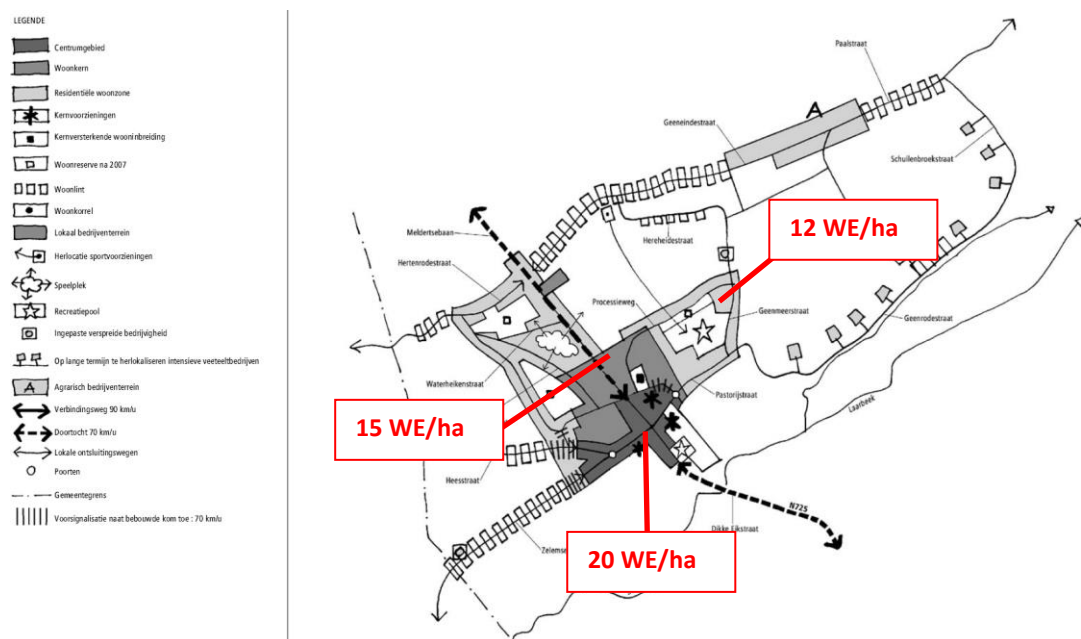 LEGENDE
Centrumgebied
Woonkern
Residentiële woonzone
Kernvoorzieningen
Kernversterkende wooninbreiding
Woonreserve na 2007
Woonlint
Woonkorrel
Lokaal bedrijventerrein
Herlocatie sportvoorzieningen
Speelplek
Recreatiepool
Ingepaste verspreide bedrijvigheid
Op lange termijn te herlokaliseren intensieve veeteeltbedrijven
A
Agrarisch bedrijventerrein
Verbindingsweg 90 km/u
Doortocht 70 km/u
Lokale ontsluitingswegen
Poorten
Gemeentegrens
Voorsignalisatie naat bebouwde kom toe : 70 km/u
Paalstraat
A
Geeneindestraat
Schuilenbroekstraat
Meldertsebaan
Hereheidestraat
12 WE/ha
Hertenrodestraat
Processieweg
Geenmeerstraat
Geenrodestraat
Waterheikenstraat
Pastorijstraat
Laarbeek
15 WE/ha
Heesstraat
N725
Dikke Eikstraat
Zelemse
20 WE/ha